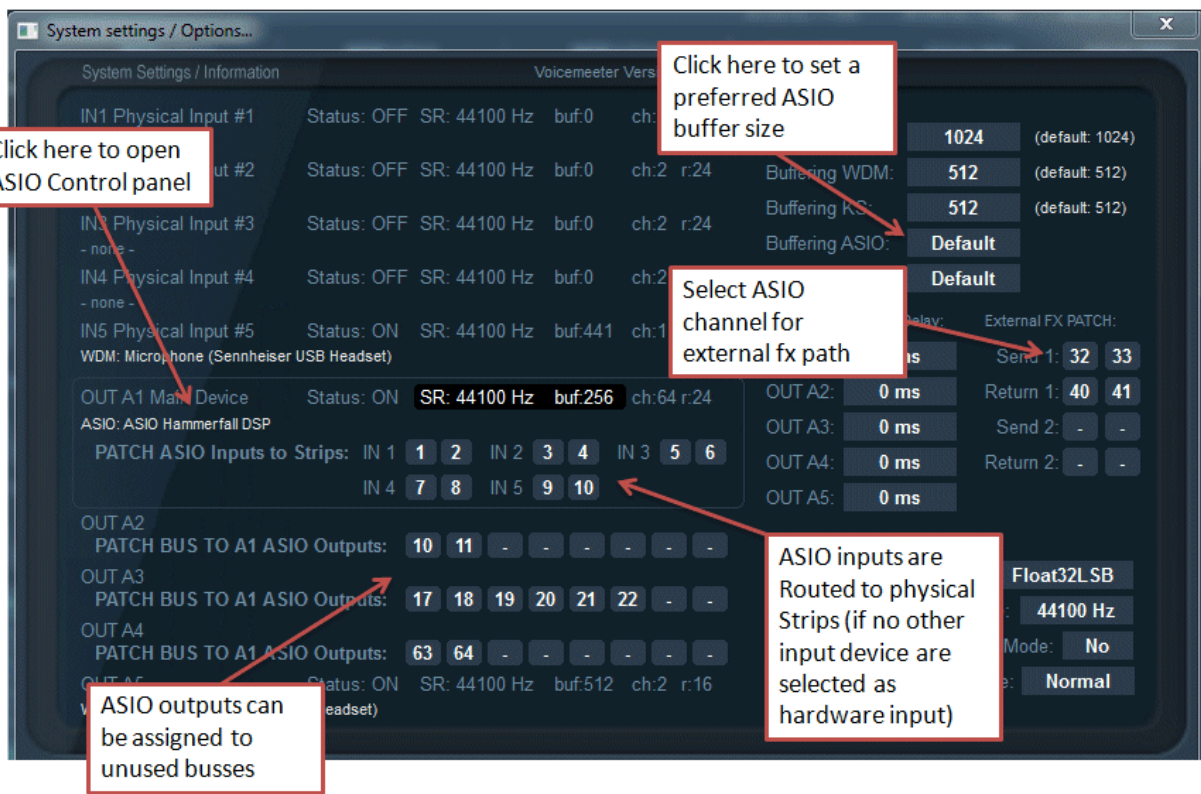 System settings / Options...
X
System Settings / Information
Voicemeeter Vers
Click here to set a
preferred ASIO
buffer size
IN1 Physical Input #1 Status: OFF SR: 44100 Hz buf:0 ch:
1024 (default: 1024)
Click here to open
ASIO Control panel
ut #2 Status: OFF SR: 44100 Hz buf:0 ch:2 r:24
Buffering WDM: 512 (default: 512)
IN3 Physical Input #3 Status: OFF SR: 44100 Hz buf:0 ch:2 r:24
- none -
Buffering KS: 512 (default: 512)
Buffering ASIO: Default
IN4 Physical Input #4 Status: OFF SR: 44100 Hz buf:0 ch:2
- none -
Default
Select ASIO
channel for
external fx path
IN5 Physical Input #5 Status: ON SR: 44100 Hz buf:441 ch:1
WDM: Microphone (Sennheiser USB Headset)
Delay: External FX PATCH:
ms Send 1: 32 33
OUT A1 Main Device Status: ON SR: 44100 Hz buf:256 ch:64 r:24
ASIO: ASIO Hammerfall DSP
OUT A2: 0 ms Return 1: 40 41
PATCH ASIO Inputs to Strips: IN 1 1 2 IN 2 3 4 IN 3 5 6
IN 4 7 8 IN 5 9 10
OUT A3: 0 ms Send 2: - -
OUT A4: 0 ms Return 2: - -
OUT A5: 0 ms
OUT A2
PATCH BUS TO A1 ASIO Outputs: 10 11 - - - - - -
OUT A3
PATCH BUS TO A1 ASIO Outputs: 17 18 19 20 21 22 - -
OUT A4
PATCH BUS TO A1 ASIO Outputs: 63 64 - - - - - -
OUT A5 Status: ON SR: 44100 Hz buf:512 ch:2 r:16
eadset)
ASIO inputs are
Routed to physical
Strips (if no other
input device are
selected as
hardware input)
Float32LSB
44100 Hz
Mode: No
Normal
ASIO outputs can
be assigned to
unused busses